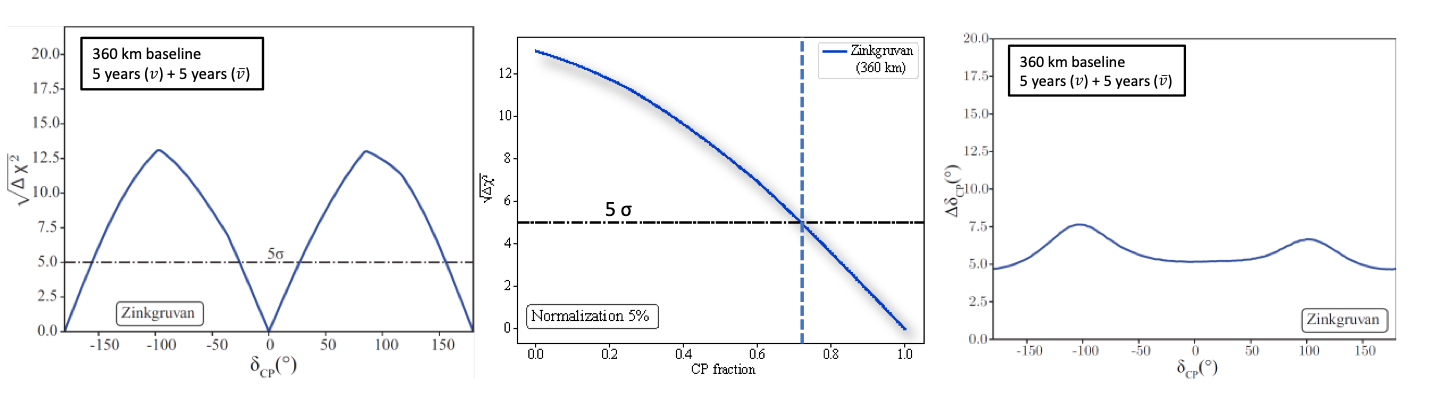 360 km baseline
5 years (ν) + 5 years (ν̄)
20.0
17.5
15.0
12.5
10.0
7.5
5.0
2.5
0.0
√Δχ²
5σ
Zinkgruvan
-150 -100 -50 0 50 100 150
δCP(°)
Zinkgruvan
(360 km)
12
10
8
6
4
2
0
√Δχ²
5 σ
Normalization 5%
0.0 0.2 0.4 0.6 0.8 1.0
CP fraction
360 km baseline
5 years (ν) + 5 years (ν̄)
20.0
17.5
15.0
12.5
10.0
7.5
5.0
2.5
0.0
ΔδCP(°)
Zinkgruvan
-150 -100 -50 0 50 100 150
δCP(°)